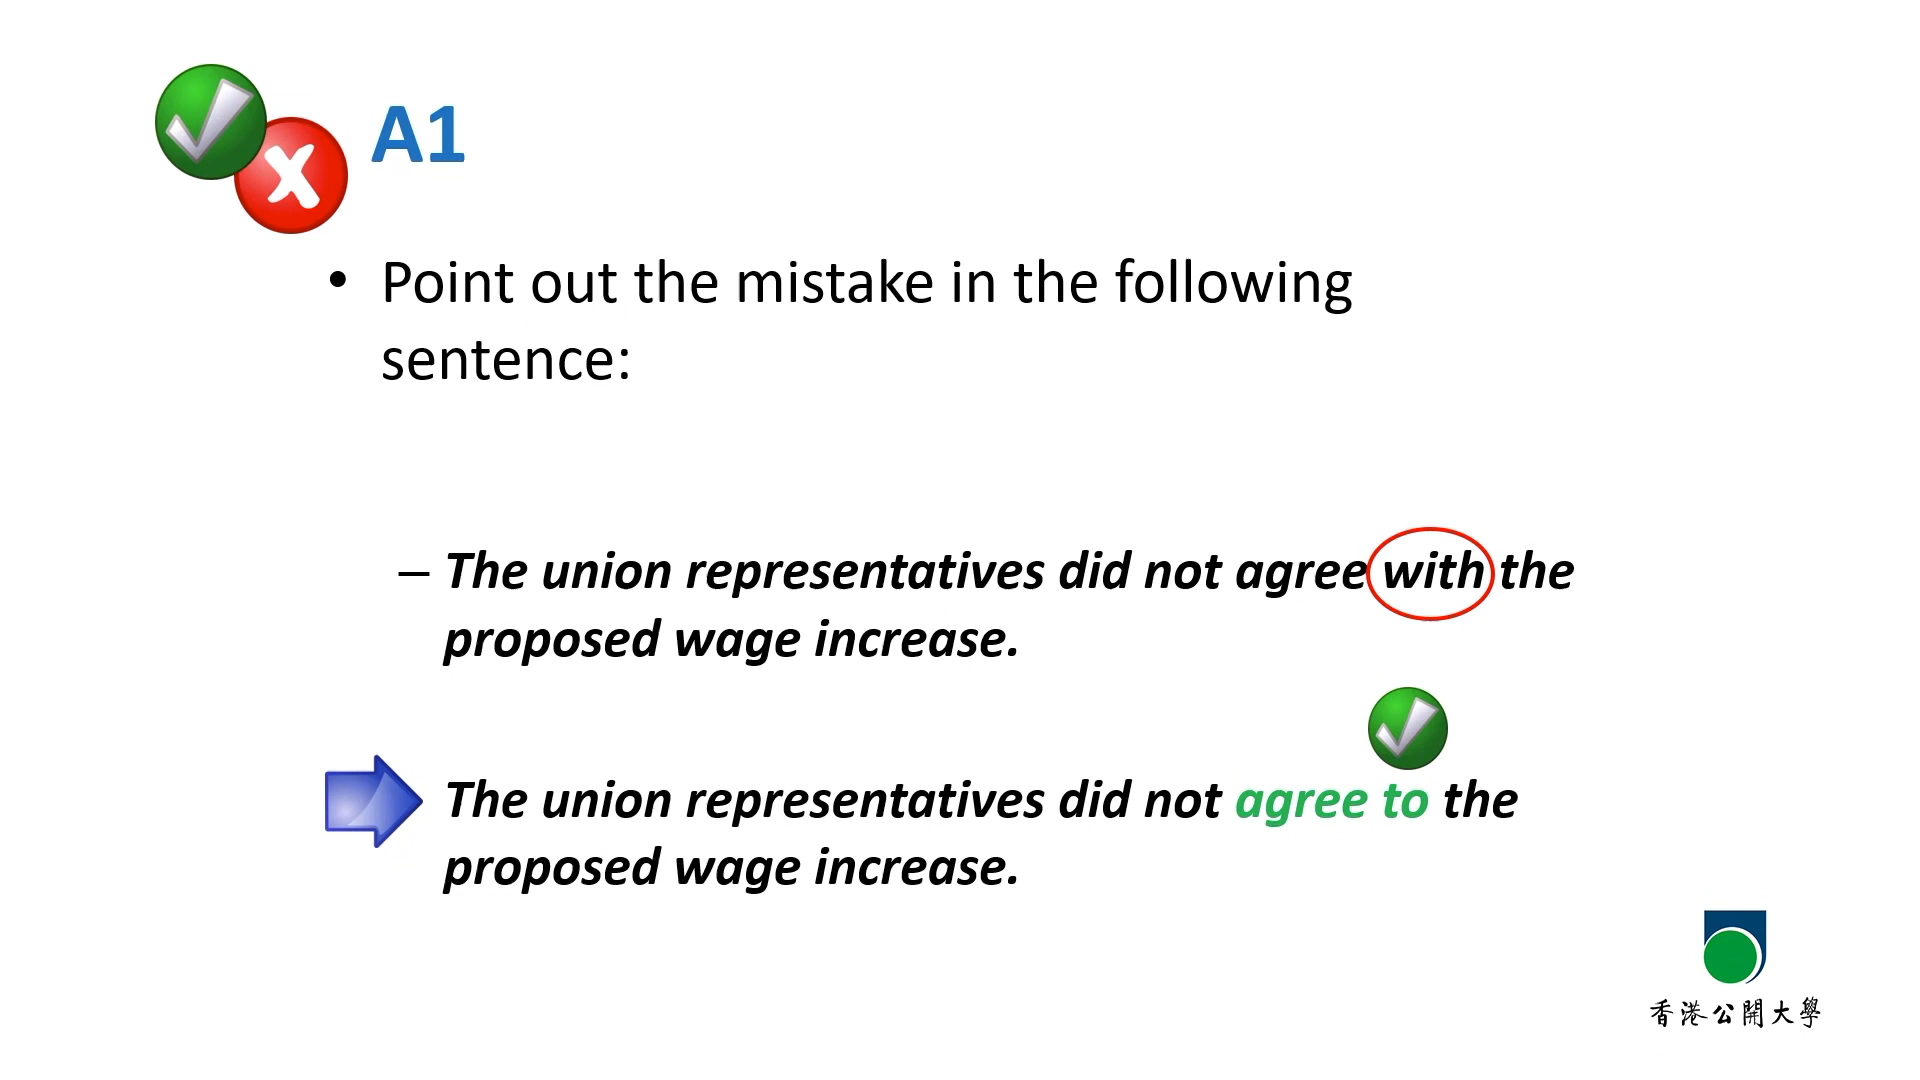 A1
• Point out the mistake in the following
sentence:
– The union representatives did not agree with the
proposed wage increase.
The union representatives did not agree to the
proposed wage increase.
香港公開大學